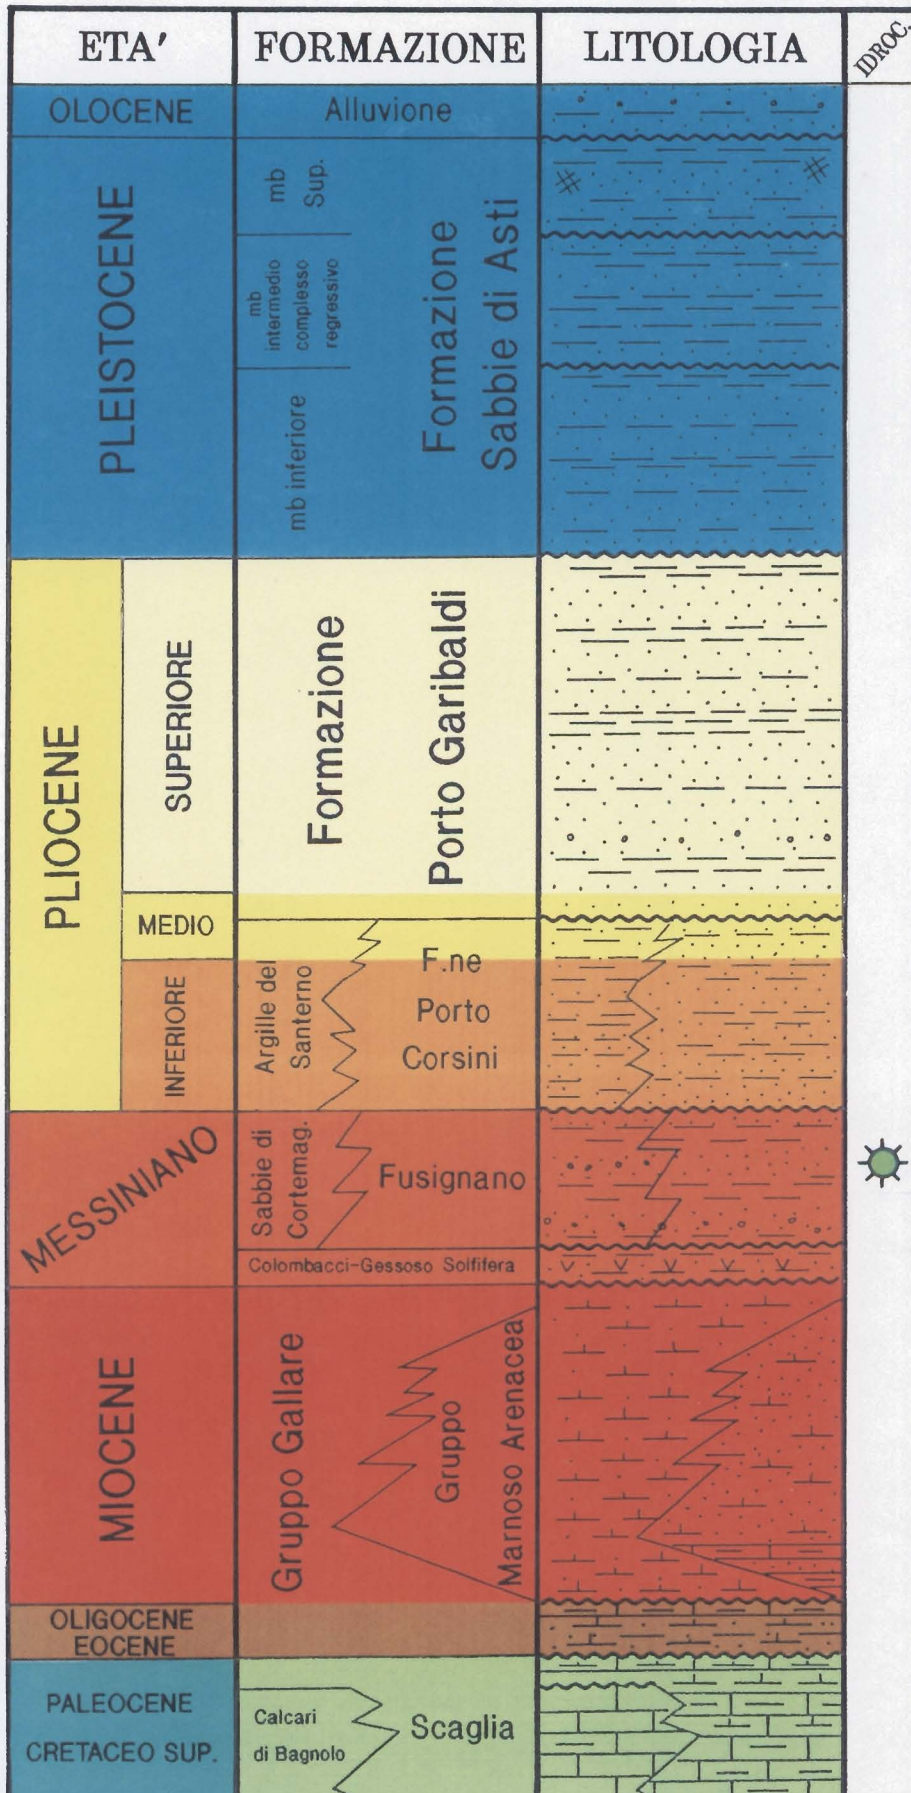 ETA'
FORMAZIONE
LITOLOGIA
IDROC.
OLOCENE
Alluvione
PLEISTOCENE
mb
Sup.
mb
intermedio
complesso
regressivo
mb inferiore
Formazione
Sabbie di Asti
PLIOCENE
SUPERIORE
Formazione
Porto Garibaldi
MEDIO
INFERIORE
Argille del
Santerno
F.ne
Porto
Corsini
MESSINIANO
Sabbie di
Cortemag.
Fusignano
Colombacci-Gessoso Solfifera
MIOCENE
Gruppo Gallare
Gruppo
Marnoso Arenacea
OLIGOCENE
EOCENE
PALEOCENE
CRETACEO SUP.
Calcari
di Bagnolo
Scaglia